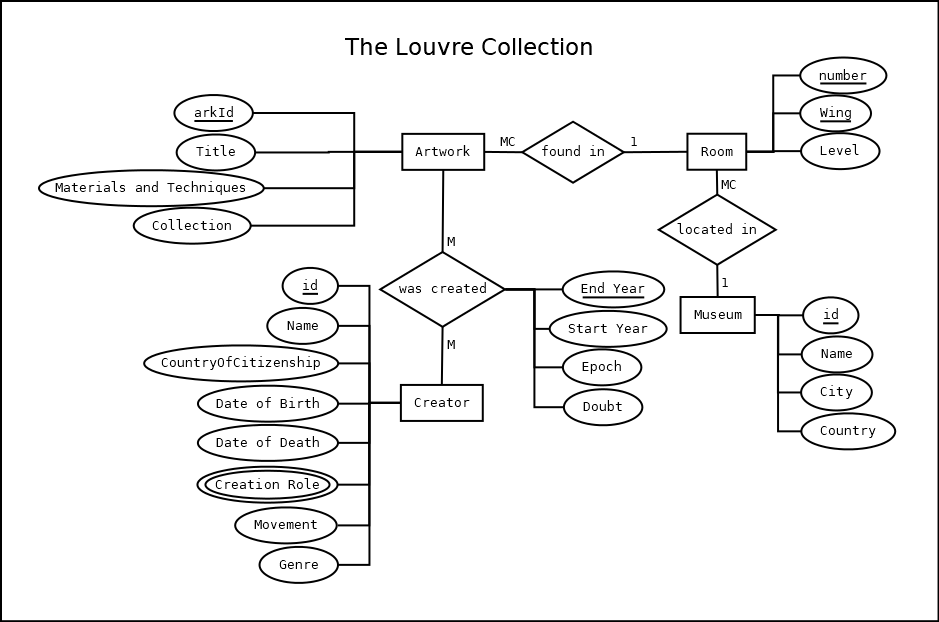 The Louvre Collection
number
arkId
Wing
MC
1
Title
Artwork
found in
Room
Level
Materials and Techniques
MC
Collection
located in
M
id
was created
End Year
1
Name
Start Year
Museum
id
M
CountryOfCitizenship
Epoch
Name
Date of Birth
Creator
Doubt
City
Date of Death
Country
Creation Role
Movement
Genre